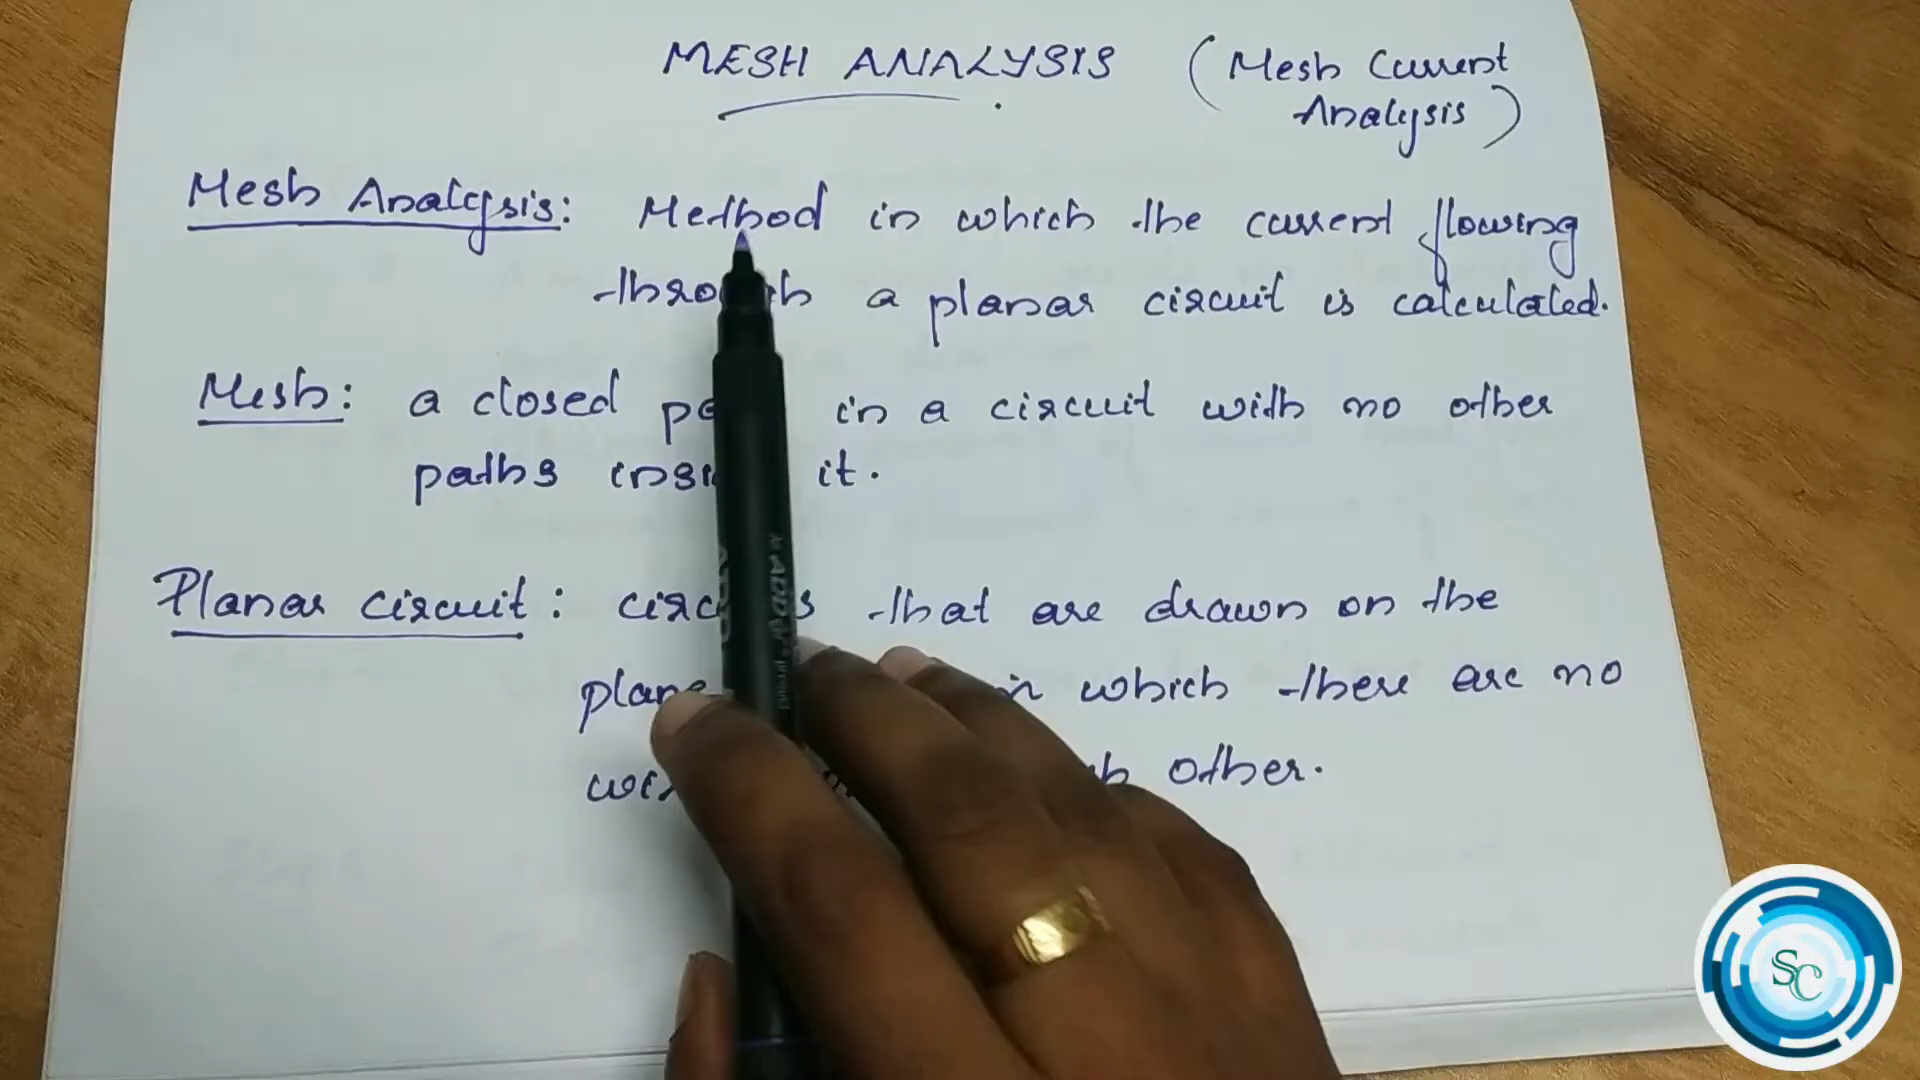 MESH ANALYSIS (Mesh Current
Analysis)
Mesh Analysis: Method in which the current flowing
through a planar circuit is calculated.
Mesh: a closed in a circuit with no other
paths it.
Planar circuit: that are drawn on the
which there are no
other.
SC